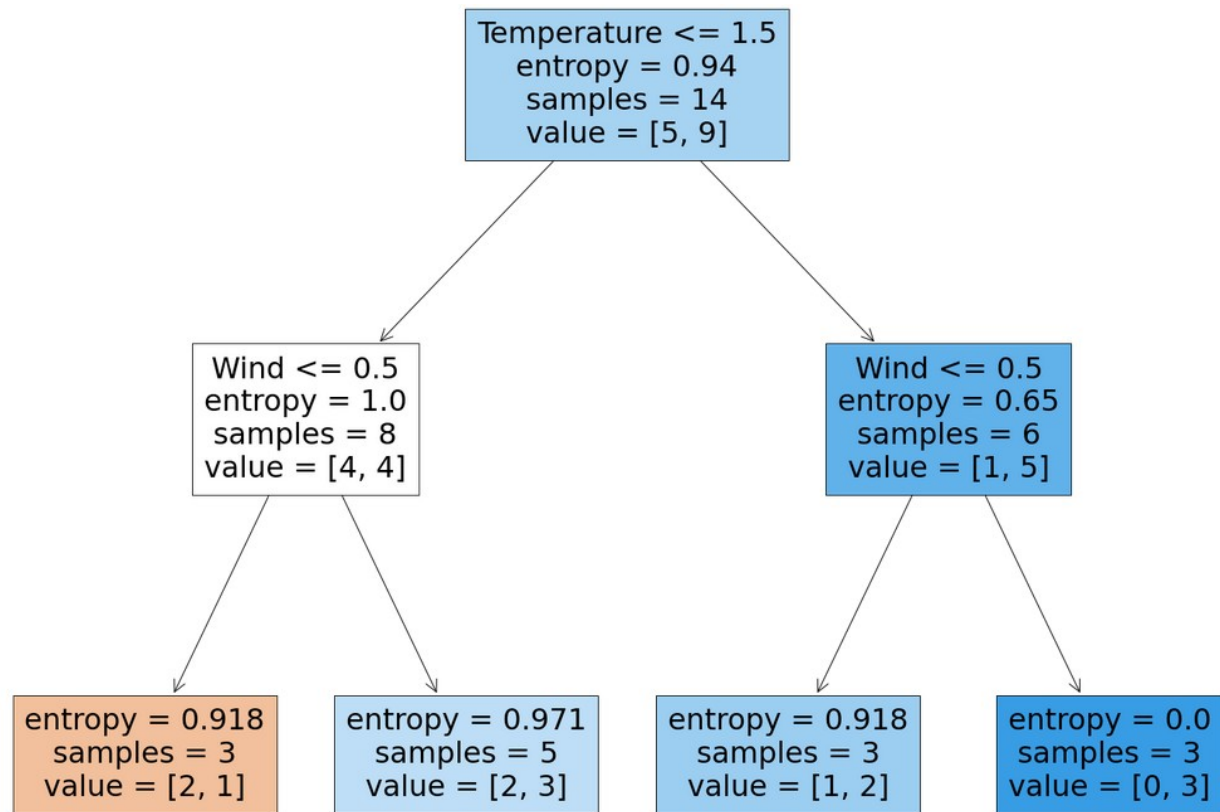 Temperature <= 1.5
entropy = 0.94
samples = 14
value = [5, 9]
Wind <= 0.5
entropy = 1.0
samples = 8
value = [4, 4]
Wind <= 0.5
entropy = 0.65
samples = 6
value = [1, 5]
entropy = 0.918
samples = 3
value = [2, 1]
entropy = 0.971
samples = 5
value = [2, 3]
entropy = 0.918
samples = 3
value = [1, 2]
entropy = 0.0
samples = 3
value = [0, 3]